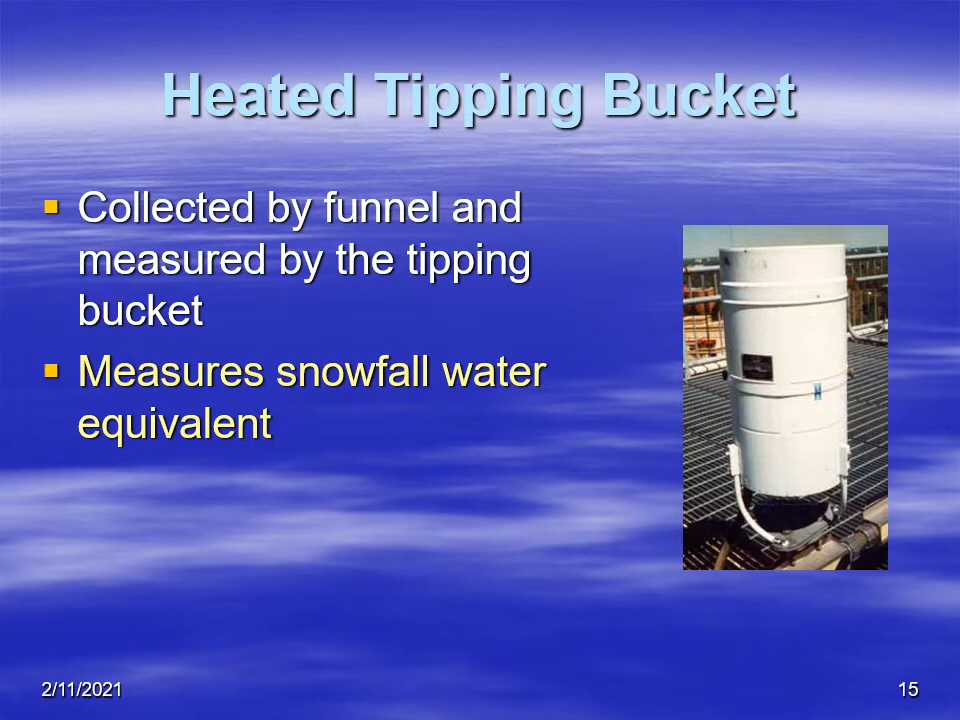 Heated Tipping Bucket
Collected by funnel and
measured by the tipping
bucket
Measures snowfall water
equivalent
H
2/11/2021
15